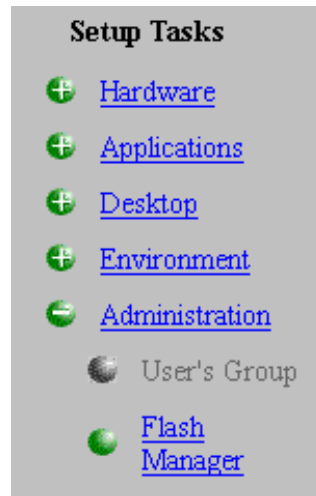 Setup Tasks
Hardware
Applications
Desktop
Environment
Administration
User's Group
Flash
Manager